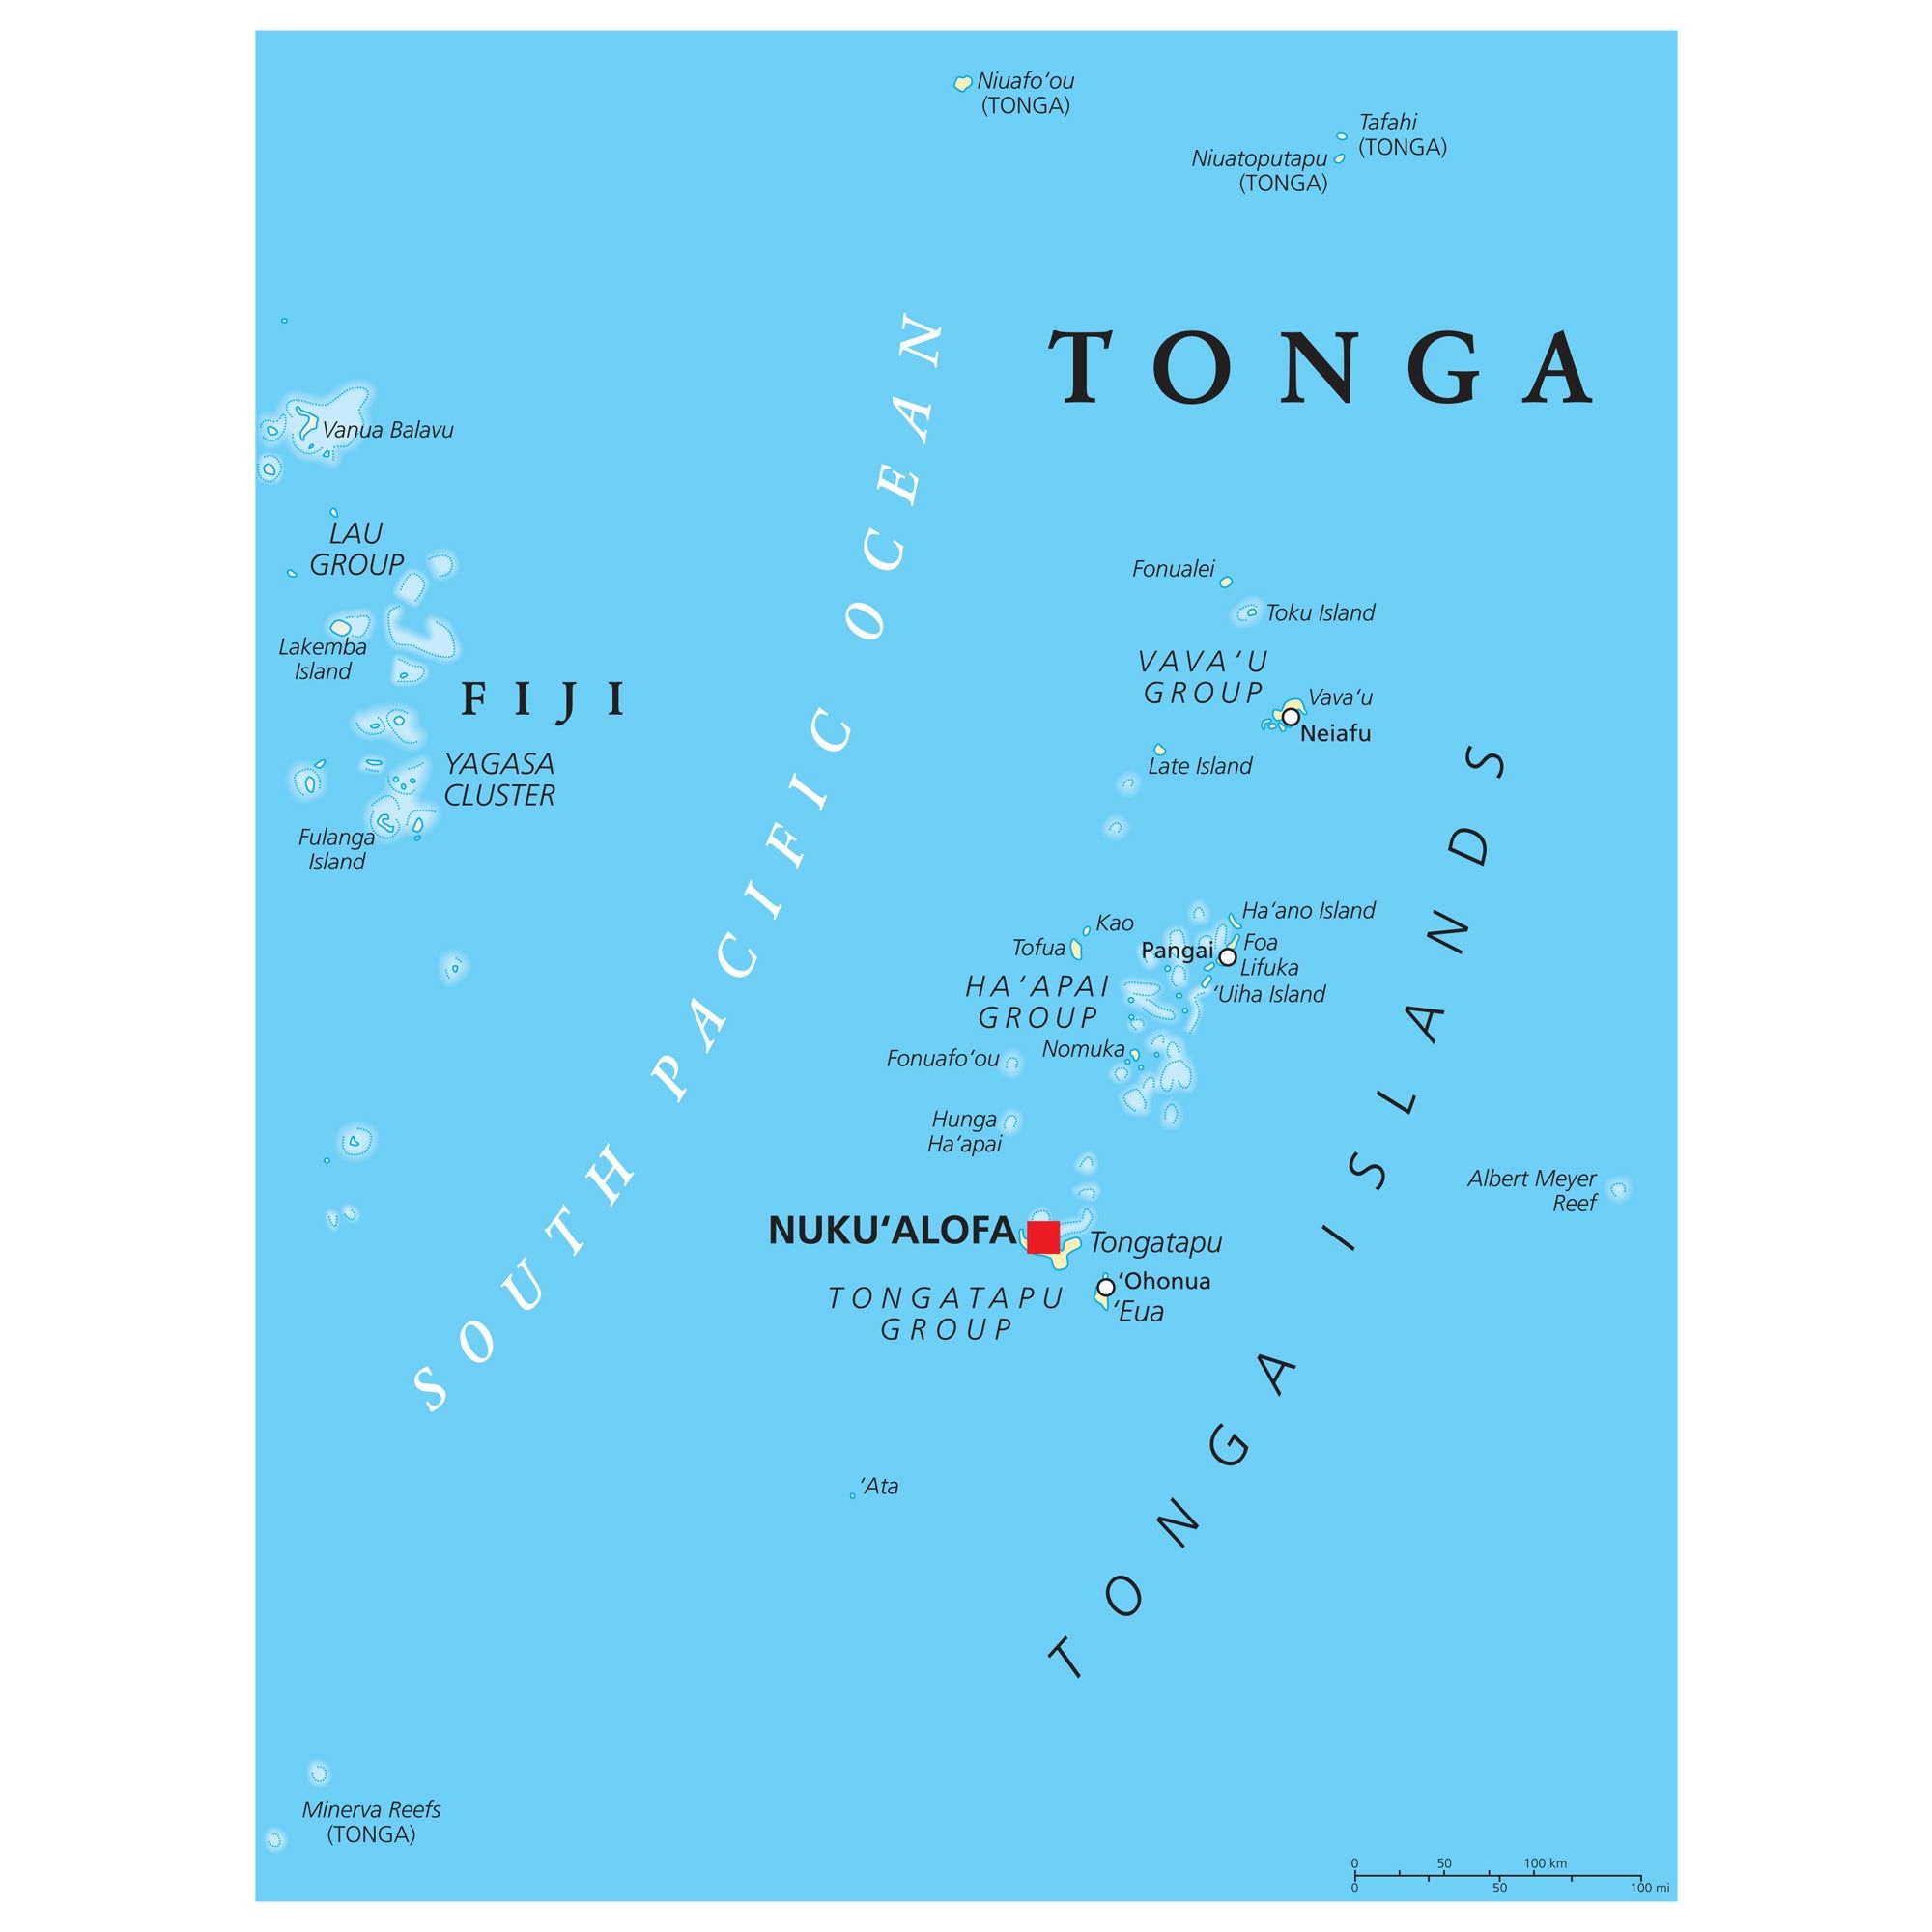 Niuafo‘ou
(TONGA)
Tafahi
(TONGA)
Niuatoputapu
(TONGA)
TONGA
Vanua Balavu
LAU
GROUP
Lakemba
Island
FIJI
YAGASA
CLUSTER
Fulanga
Island
SOUTH PACIFIC OCEAN
Fonualei
Toku Island
VAVA‘U
GROUP
Vava‘u
Neiafu
Late Island
Kao
Tofua
Ha‘ano Island
Pangai
Foa
Lifuka
‘Uiha Island
HA‘APAI
GROUP
Nomuka
Fonuafo‘ou
Hunga
Ha‘apai
Albert Meyer
Reef
NUKU‘ALOFA
Tongatapu
‘Ohonua
‘Eua
TONGATAPU
GROUP
TONGA ISLANDS
‘Ata
Minerva Reefs
(TONGA)
0 50 100 km
0 50 100 mi